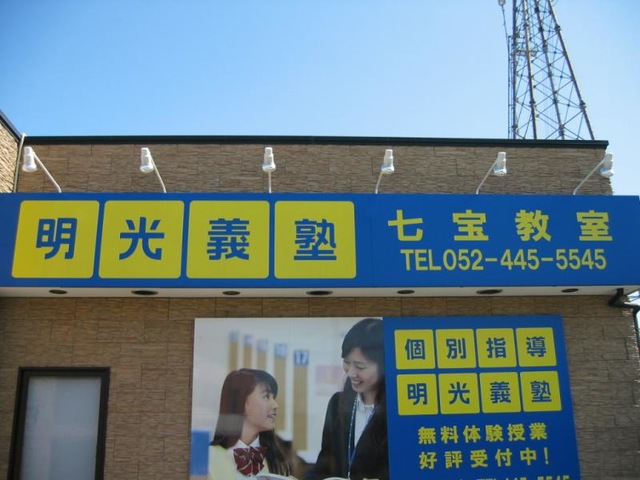 明光義塾 七宝教室
TEL052-445-5545
17
個別指導
明光義塾
無料体験授業
好評受付中!